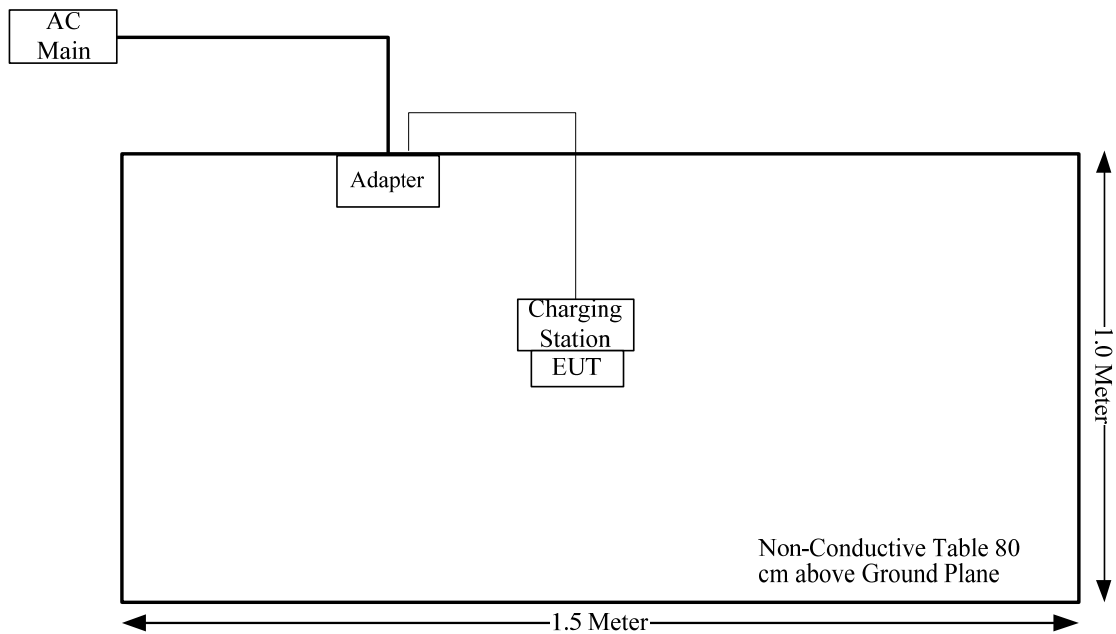 AC
Main
Adapter
Charging
Station
EUT
1.0 Meter
Non-Conductive Table 80
cm above Ground Plane
1.5 Meter